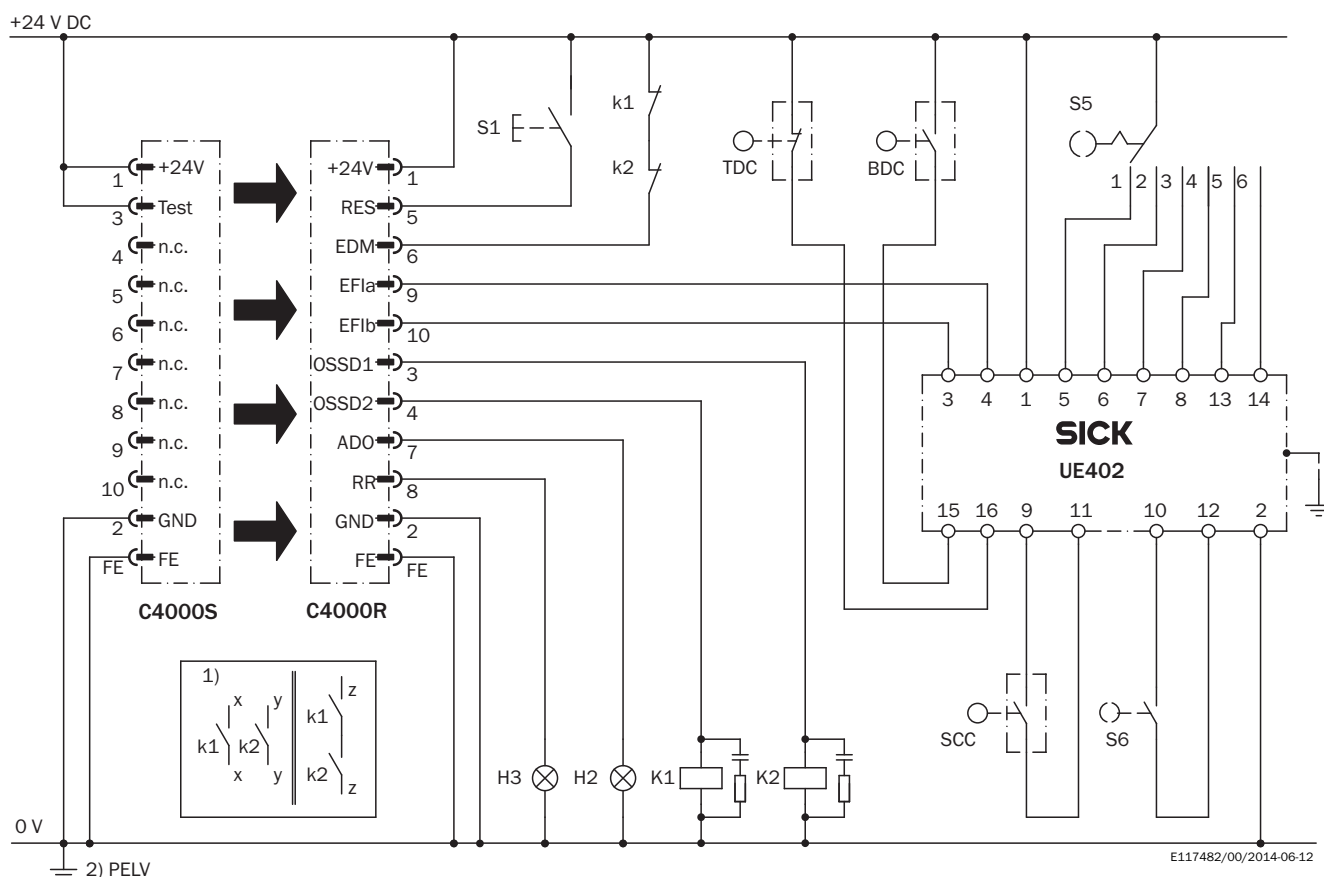 +24 V DC
S1
k1
k2
TDC
BDC
S5
1 2 3 4 5 6
1 +24V
3 Test
4 n.c.
5 n.c.
6 n.c.
7 n.c.
8 n.c.
9 n.c.
10 n.c.
2 GND
FE FE
C4000S
+24V 1
RES 5
EDM 6
EFIa 9
EFIb 10
OSSD1 3
OSSD2 4
ADO 7
RR 8
GND 2
FE FE
C4000R
3 4 1 5 6 7 8 13 14
SICK
UE402
15 16 9 11 10 12 2
SCC
S6
1)
x y z
k1 k2 k1
x y k2 z
H3 H2 K1 K2
0 V
2) PELV
E117482/00/2014-06-12